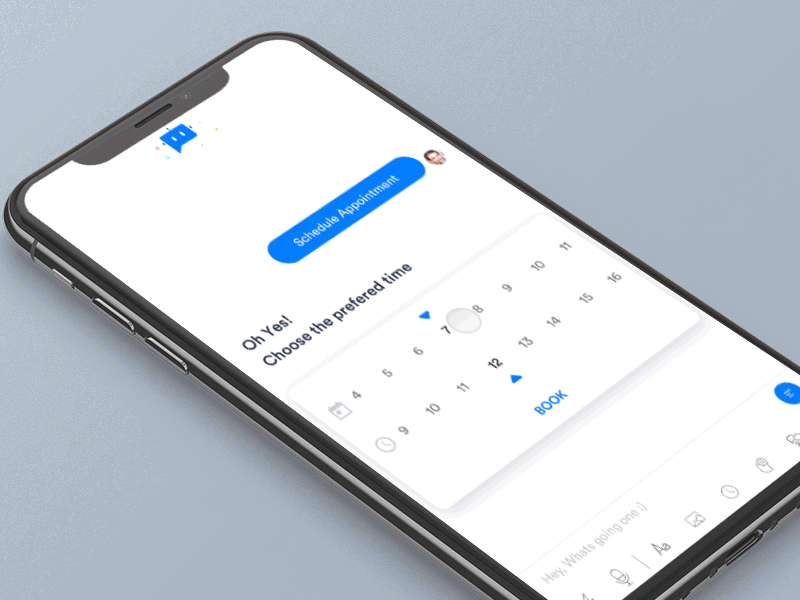 Schedule Appointment
Oh Yes!
Choose the prefered time
4 5 6 7 8 9 10 11
9 10 11 12 13 14 15 16
BOOK
Hey, Whats going one :)
Aa